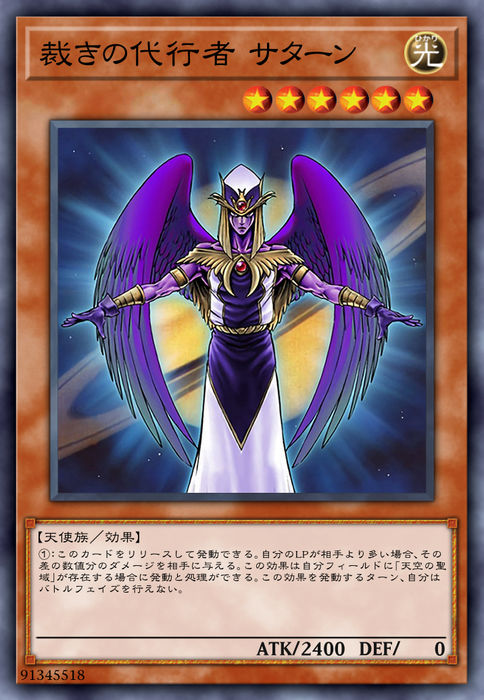 裁きの代行者 サターン
ひかり
光
【天使族／効果】
①：このカードをリリースして発動できる。自分のLPが相手より多い場合、その
差の数値分のダメージを相手に与える。この効果は自分フィールドに「天空の聖
域」が存在する場合に発動と処理ができる。この効果を発動するターン、自分は
バトルフェイズを行えない。
ATK/2400 DEF/ 0
91345518